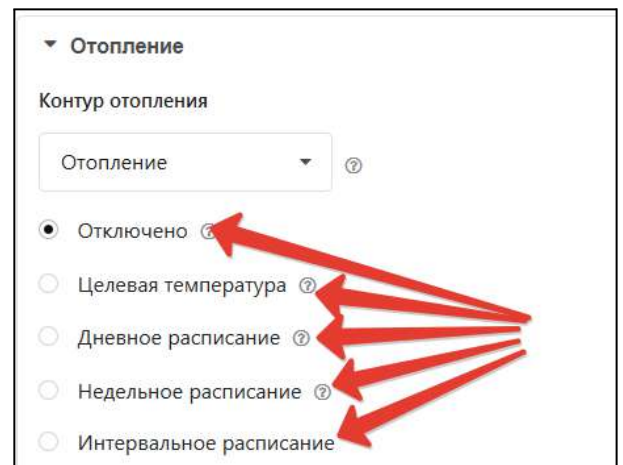 Отопление
Контур отопления
Отопление
Отключено
Целевая температура
Дневное расписание
Недельное расписание
Интервальное расписание